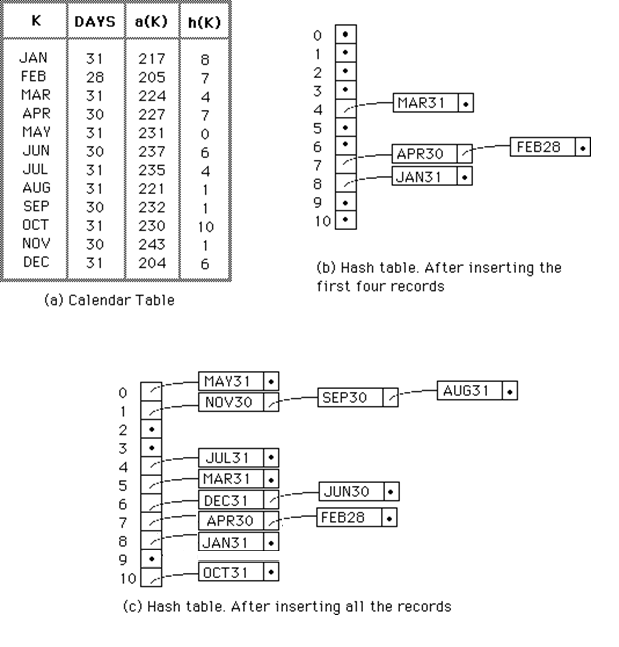 K DAYS a(K) h(K)
JAN 31 217 8
FEB 28 205 7
MAR 31 224 4
APR 30 227 7
MAY 31 231 0
JUN 30 237 6
JUL 31 235 4
AUG 31 221 1
SEP 30 232 1
OCT 31 230 10
NOV 30 243 1
DEC 31 204 6
(a) Calendar Table
0
1
2
3
4 MAR31
5
6
7 APR30 FEB28
8 JAN31
9
10
(b) Hash table. After inserting the
first four records
0 MAY31
1 NOV30 SEP30 AUG31
2
3
4 JUL31
5 MAR31
6 DEC31 JUN30
7 APR30 FEB28
8 JAN31
9
10 OCT31
(c) Hash table. After inserting all the records